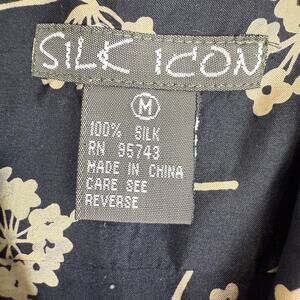 SILK iCON
M
100% SILK
RN 95743
MADE IN CHINA
CARE SEE
REVERSE